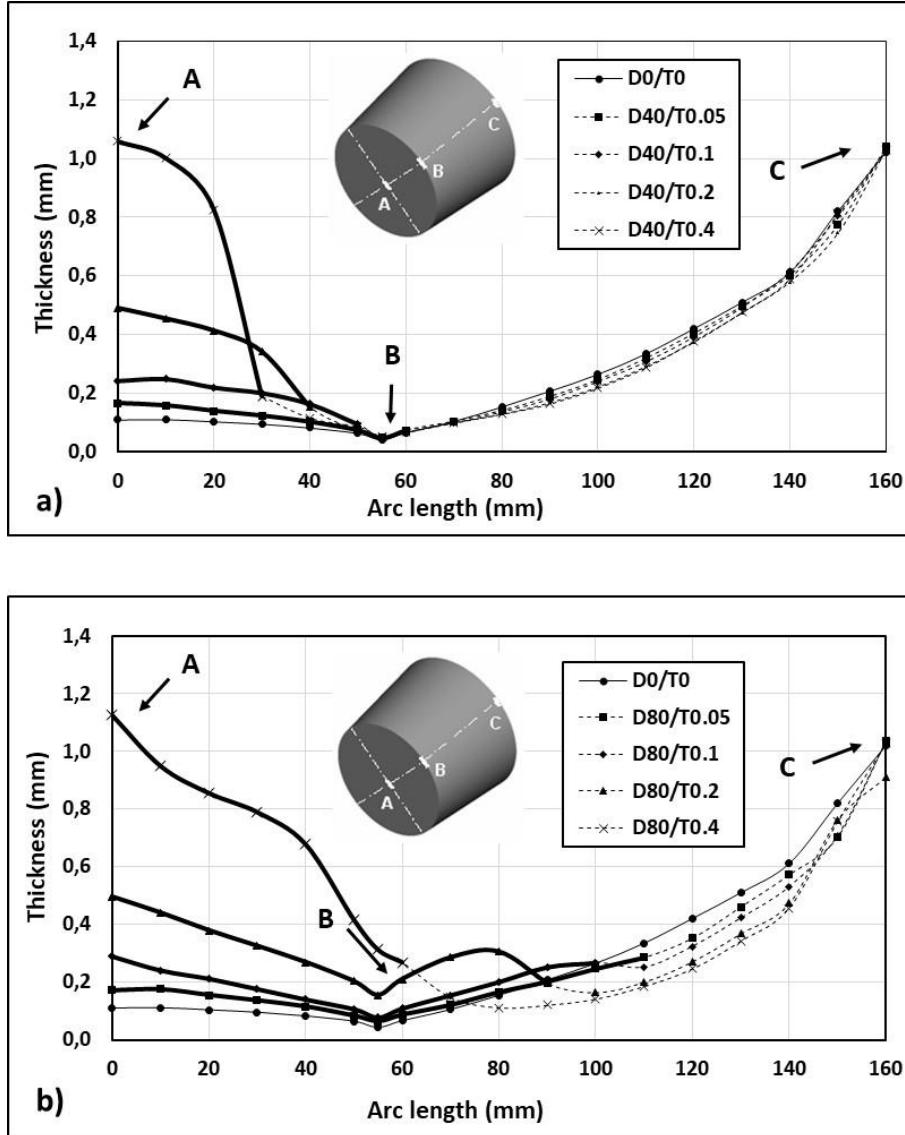 1,4
1,2
1,0
0,8
0,6
0,4
0,2
0,0
Thickness (mm)
A
B
C
A
B
C
D0/T0
D40/T0.05
D40/T0.1
D40/T0.2
D40/T0.4
0 20 40 60 80 100 120 140 160
a)
Arc length (mm)
1,4
1,2
1,0
0,8
0,6
0,4
0,2
0,0
Thickness (mm)
A
B
C
A
B
C
D0/T0
D80/T0.05
D80/T0.1
D80/T0.2
D80/T0.4
0 20 40 60 80 100 120 140 160
b)
Arc length (mm)